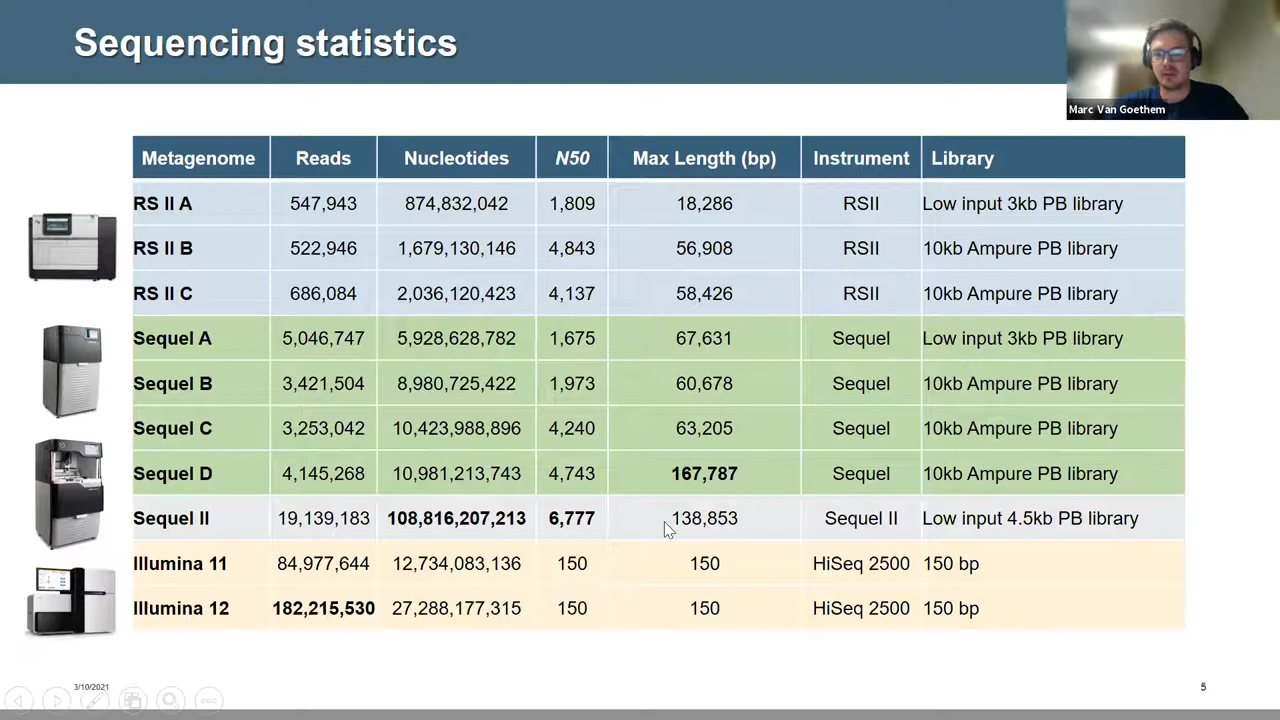 Sequencing statistics
Marc Van Goethem
Metagenome Reads Nucleotides N50 Max Length (bp) Instrument Library
RS II A 547,943 874,832,042 1,809 18,286 RSII Low input 3kb PB library
RS II B 522,946 1,679,130,146 4,843 56,908 RSII 10kb Ampure PB library
RS II C 686,084 2,036,120,423 4,137 58,426 RSII 10kb Ampure PB library
Sequel A 5,046,747 5,928,628,782 1,675 67,631 Sequel Low input 3kb PB library
Sequel B 3,421,504 8,980,725,422 1,973 60,678 Sequel 10kb Ampure PB library
Sequel C 3,253,042 10,423,988,896 4,240 63,205 Sequel 10kb Ampure PB library
Sequel D 4,145,268 10,981,213,743 4,743 167,787 Sequel 10kb Ampure PB library
Sequel II 19,139,183 108,816,207,213 6,777 138,853 Sequel II Low input 4.5kb PB library
Illumina 11 84,977,644 12,734,083,136 150 150 HiSeq 2500 150 bp
Illumina 12 182,215,530 27,288,177,315 150 150 HiSeq 2500 150 bp
3/10/2021
5